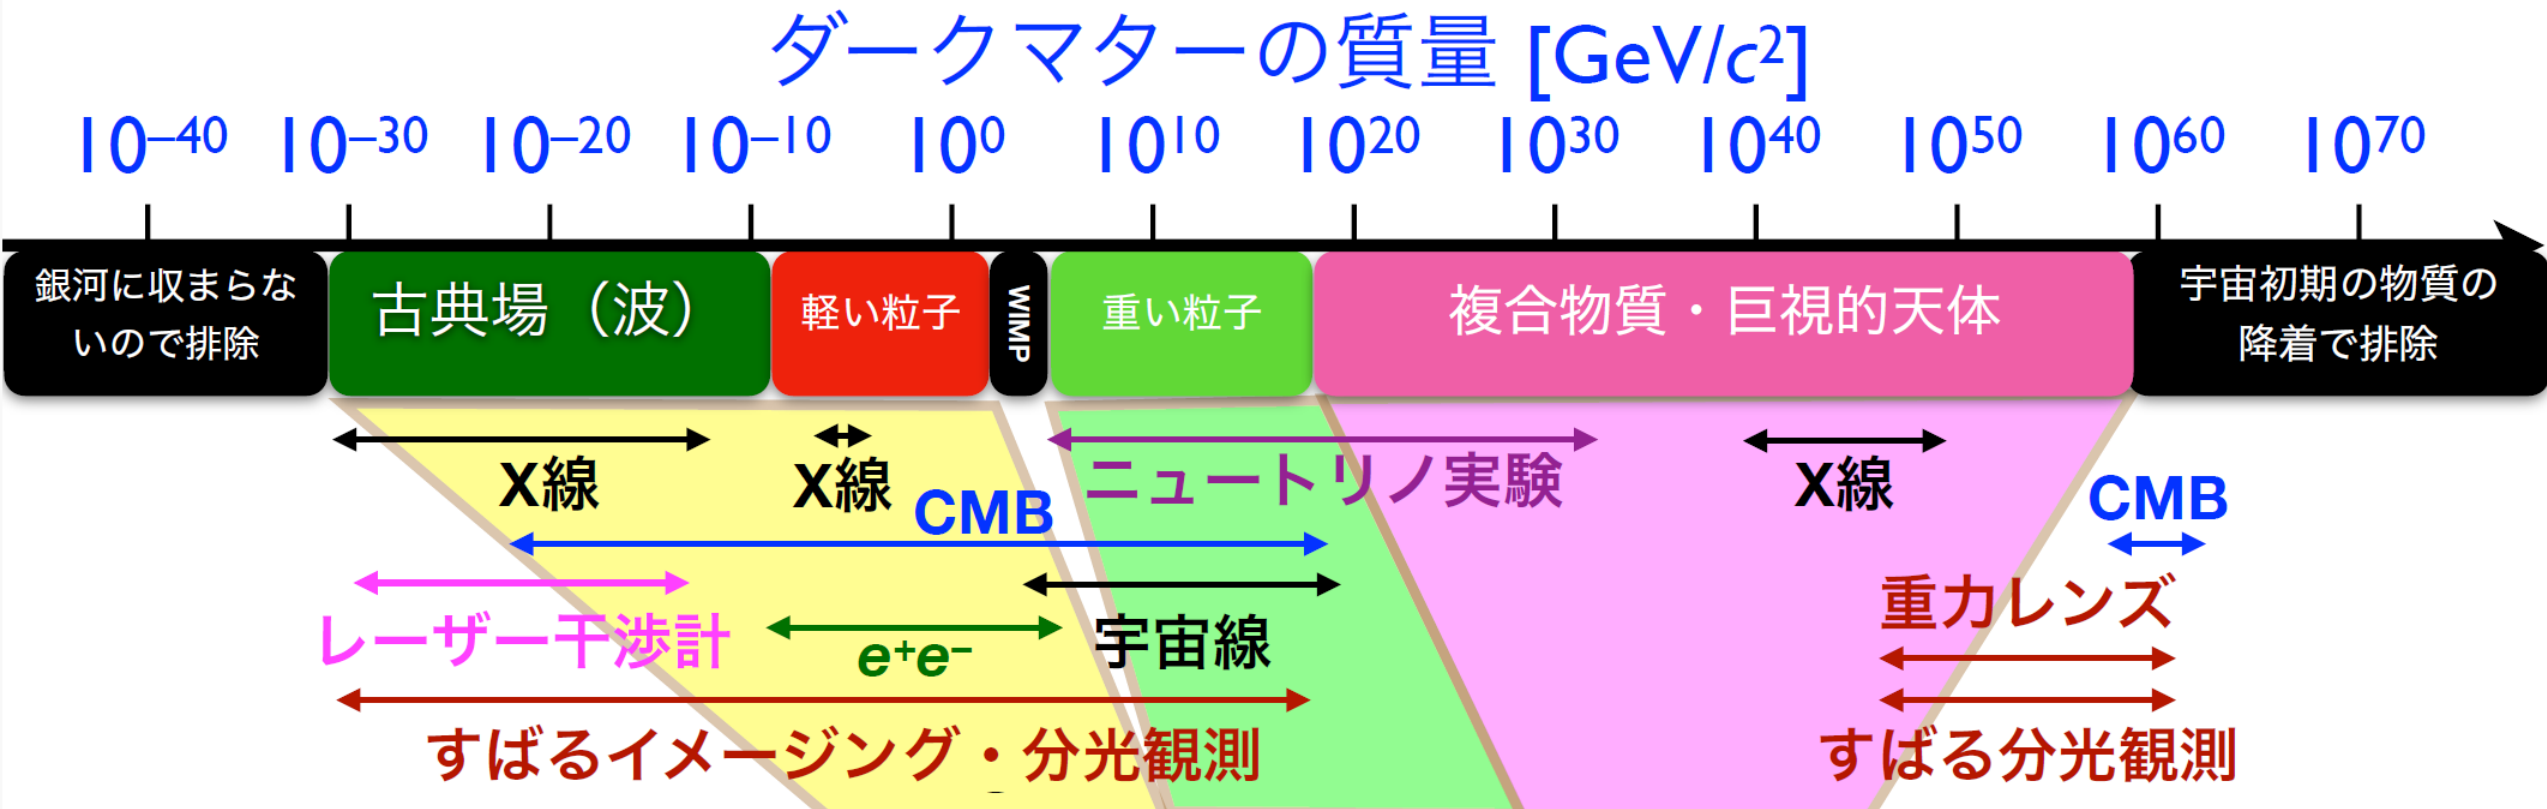 ダークマターの質量 [GeV/c²]
10⁻⁴⁰ 10⁻³⁰ 10⁻²⁰ 10⁻¹⁰ 10⁰ 10¹⁰ 10²⁰ 10³⁰ 10⁴⁰ 10⁵⁰ 10⁶⁰ 10⁷⁰
銀河に収まらな
いので排除
古典場（波）
軽い粒子
WIMP
重い粒子
複合物質・巨視的天体
宇宙初期の物質の
降着で排除
X線
X線
ニュートリノ実験
X線
CMB
CMB
レーザー干渉計
e⁺e⁻
宇宙線
重力レンズ
すばるイメージング・分光観測
すばる分光観測